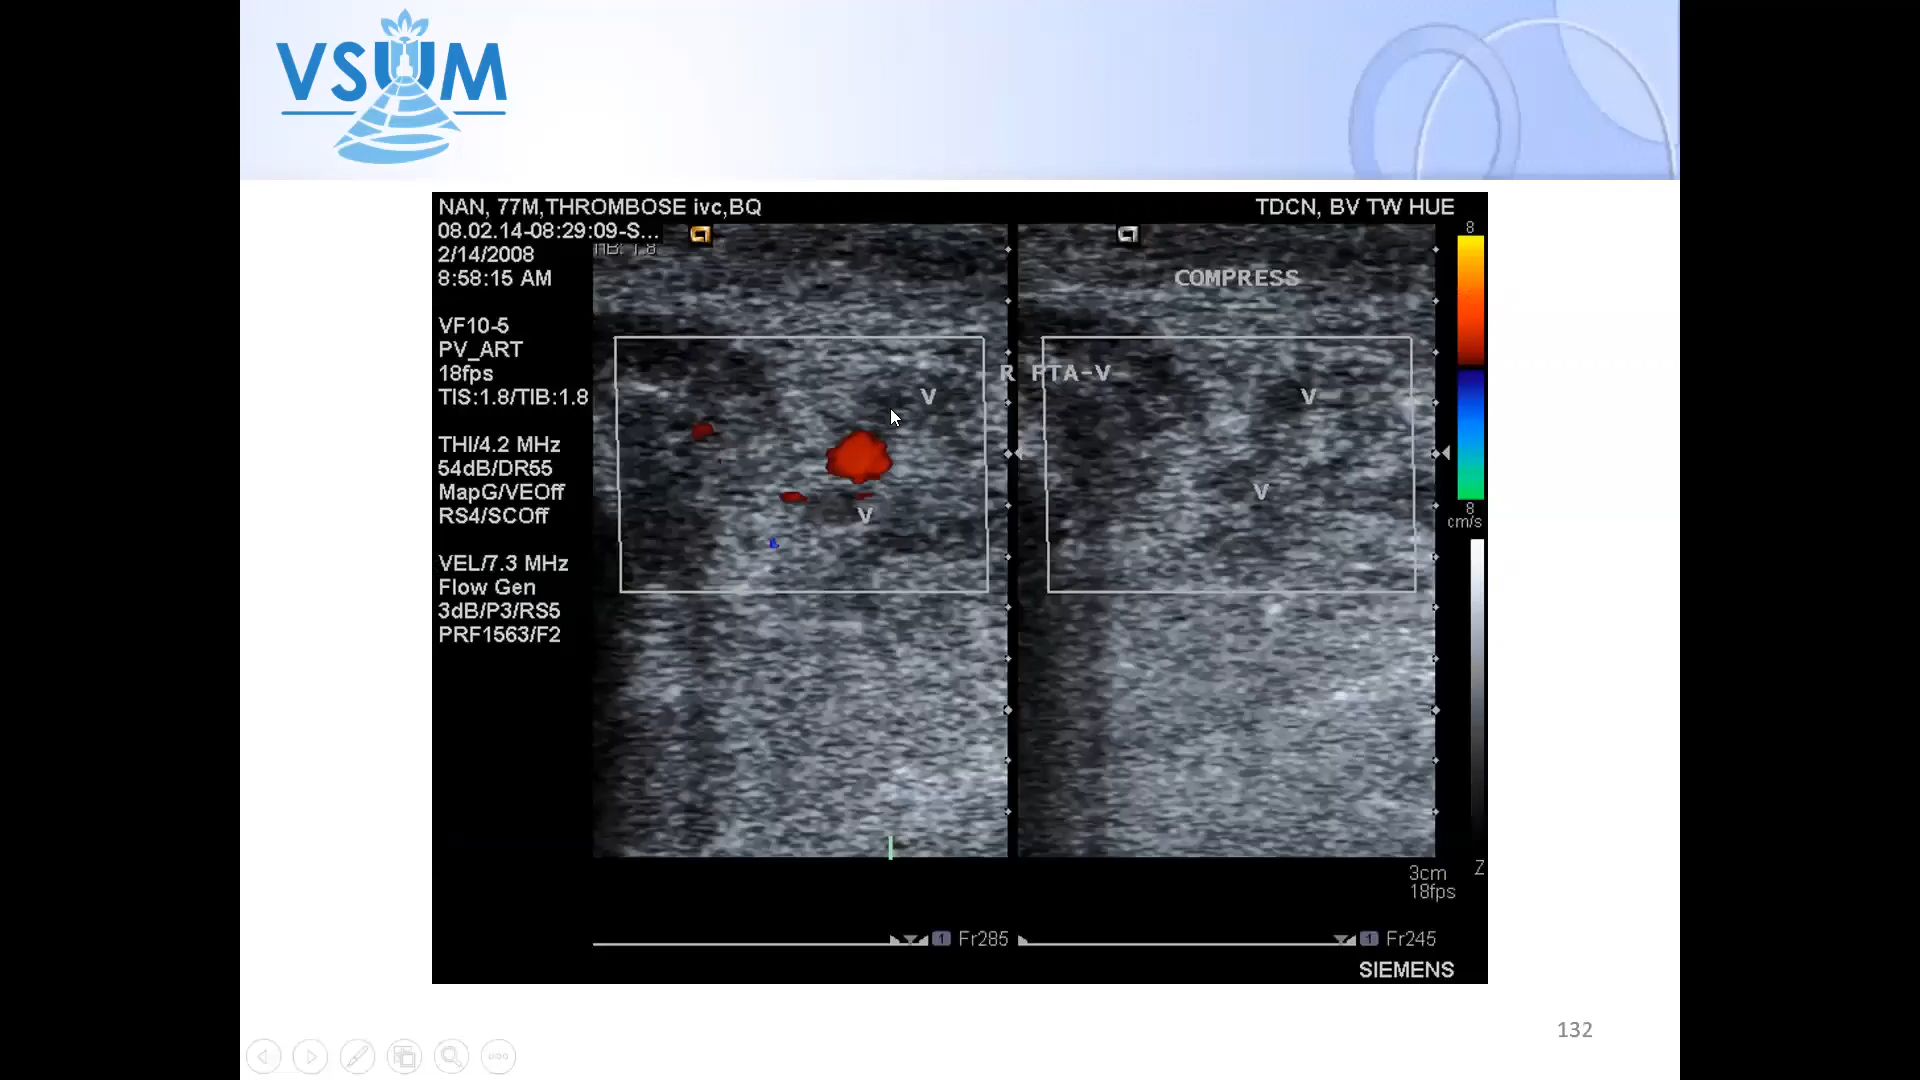 VSUM
NAN, 77M,THROMBOSE ivc,BQ
TDCN, BV TW HUE
08.02.14-08:29:09-S...
2/14/2008
8:58:15 AM
VF10-5
PV_ART
18fps
TIS:1.8/TIB:1.8
THI/4.2 MHz
54dB/DR55
MapG/VEOff
RS4/SCOff
VEL/7.3 MHz
Flow Gen
3dB/P3/RS5
PRF1563/F2
COMPRESS
R PTA-V
V
V
V
V
8
8
cm/s
3cm
18fps
Z
1 Fr285
1 Fr245
SIEMENS
132